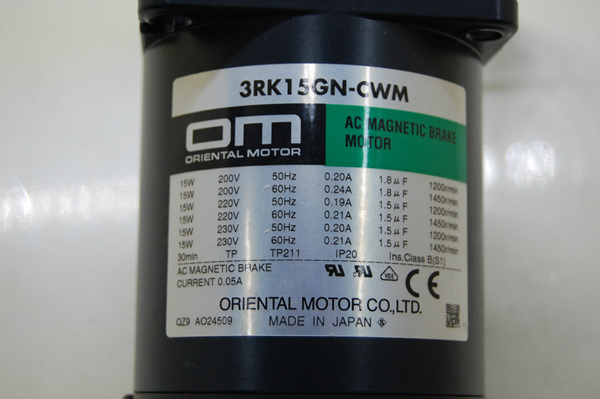 3RK15GN-CWM
om
ORIENTAL MOTOR
AC MAGNETIC BRAKE
MOTOR
15W 200V 50Hz 0.20A 1.8μF 1200r/min
15W 200V 60Hz 0.24A 1.8μF 1450r/min
15W 220V 50Hz 0.19A 1.5μF 1200r/min
15W 220V 60Hz 0.21A 1.5μF 1450r/min
15W 230V 50Hz 0.20A 1.5μF 1200r/min
15W 230V 60Hz 0.21A 1.5μF 1450r/min
30min TP TP211 IP20 Ins.Class B(S1)
AC MAGNETIC BRAKE
CURRENT 0.05A
VDE
CE
ORIENTAL MOTOR CO.,LTD.
QZ9 AO24509 MADE IN JAPAN S